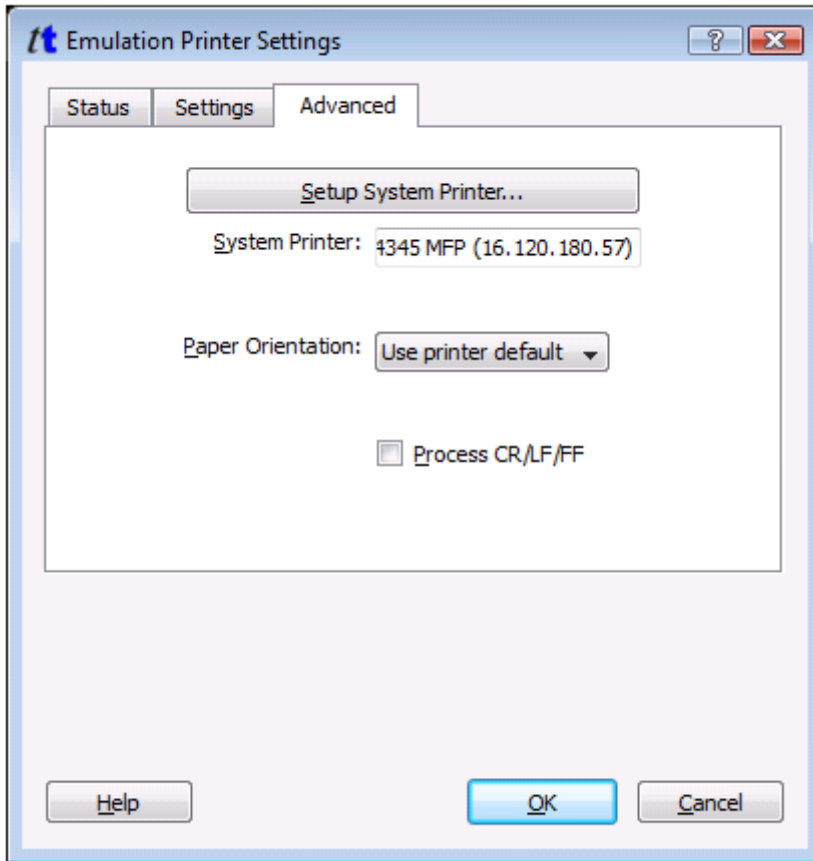 tt Emulation Printer Settings
Status Settings Advanced
Setup System Printer...
System Printer: 4345 MFP (16.120.180.57)
Paper Orientation: Use printer default
Process CR/LF/FF
Help OK Cancel